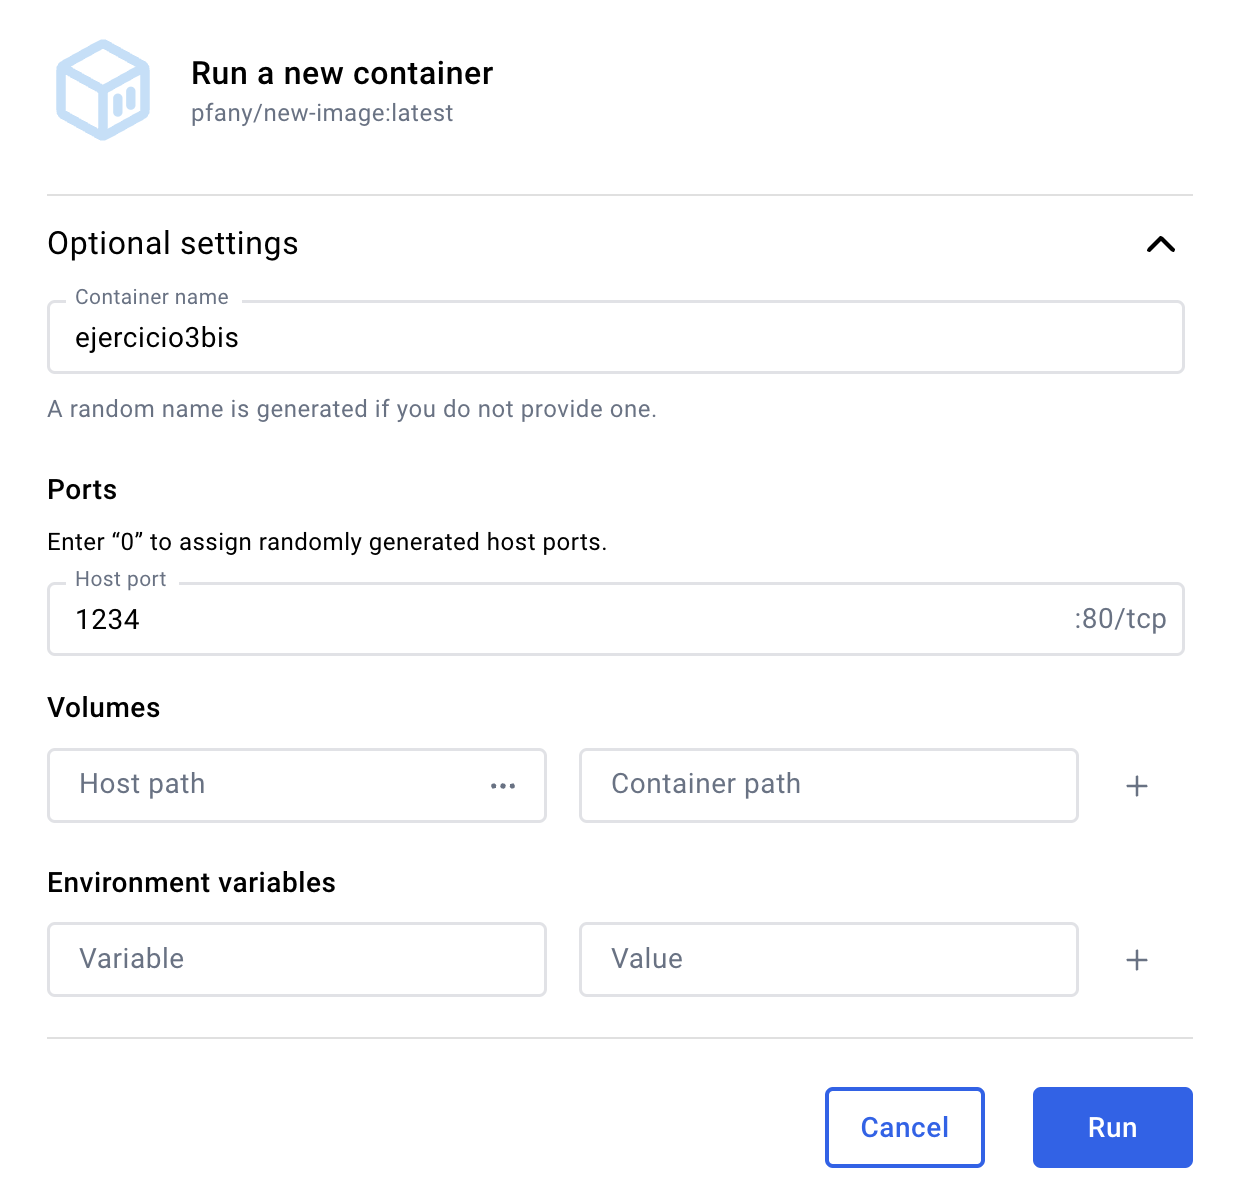 Run a new container
pfany/new-image:latest
Optional settings
Container name
ejercicio3bis
A random name is generated if you do not provide one.
Ports
Enter “0” to assign randomly generated host ports.
Host port
1234 :80/tcp
Volumes
Host path ••• Container path +
Environment variables
Variable Value +
Cancel Run